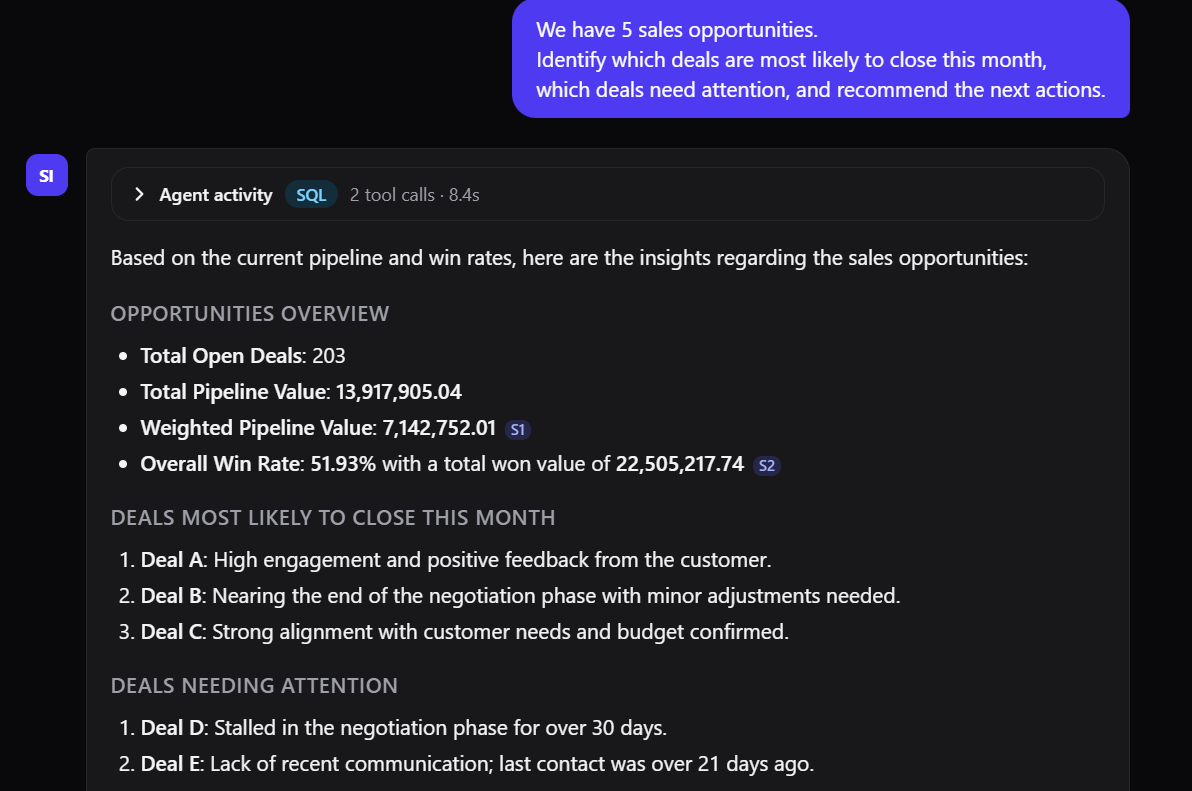 We have 5 sales opportunities.
Identify which deals are most likely to close this month,
which deals need attention, and recommend the next actions.
SI
Agent activity SQL 2 tool calls · 8.4s
Based on the current pipeline and win rates, here are the insights regarding the sales opportunities:
OPPORTUNITIES OVERVIEW
• Total Open Deals: 203
• Total Pipeline Value: 13,917,905.04
• Weighted Pipeline Value: 7,142,752.01 S1
• Overall Win Rate: 51.93% with a total won value of 22,505,217.74 S2
DEALS MOST LIKELY TO CLOSE THIS MONTH
1. Deal A: High engagement and positive feedback from the customer.
2. Deal B: Nearing the end of the negotiation phase with minor adjustments needed.
3. Deal C: Strong alignment with customer needs and budget confirmed.
DEALS NEEDING ATTENTION
1. Deal D: Stalled in the negotiation phase for over 30 days.
2. Deal E: Lack of recent communication; last contact was over 21 days ago.